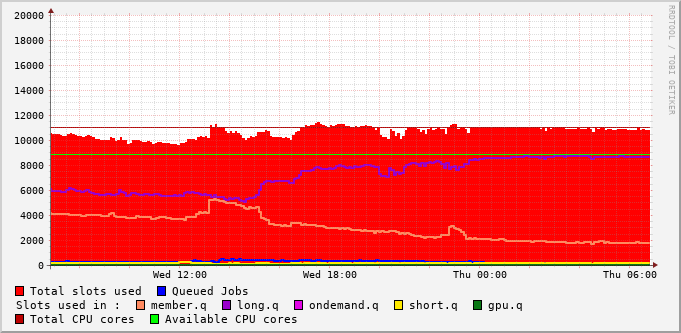 20000
18000
16000
14000
12000
10000
8000
6000
4000
2000
0
Wed 12:00 Wed 18:00 Thu 00:00 Thu 06:00
RRDTOOL / TOBI OETIKER
Total slots used Queued Jobs
Slots used in : member.q long.q ondemand.q short.q gpu.q
Total CPU cores Available CPU cores